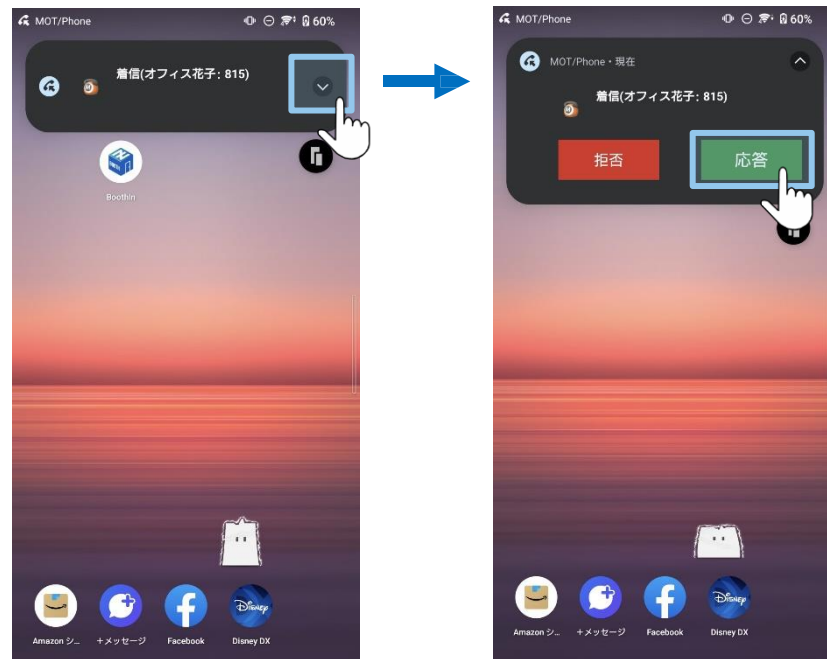 MOT/Phone
60%
着信(オフィス花子: 815)
Boothin
Amazon シ...
+メッセージ
Facebook
Disney
Disney DX
MOT/Phone
60%
MOT/Phone・現在
着信(オフィス花子: 815)
拒否
応答
Amazon シ...
+メッセージ
Facebook
Disney
Disney DX